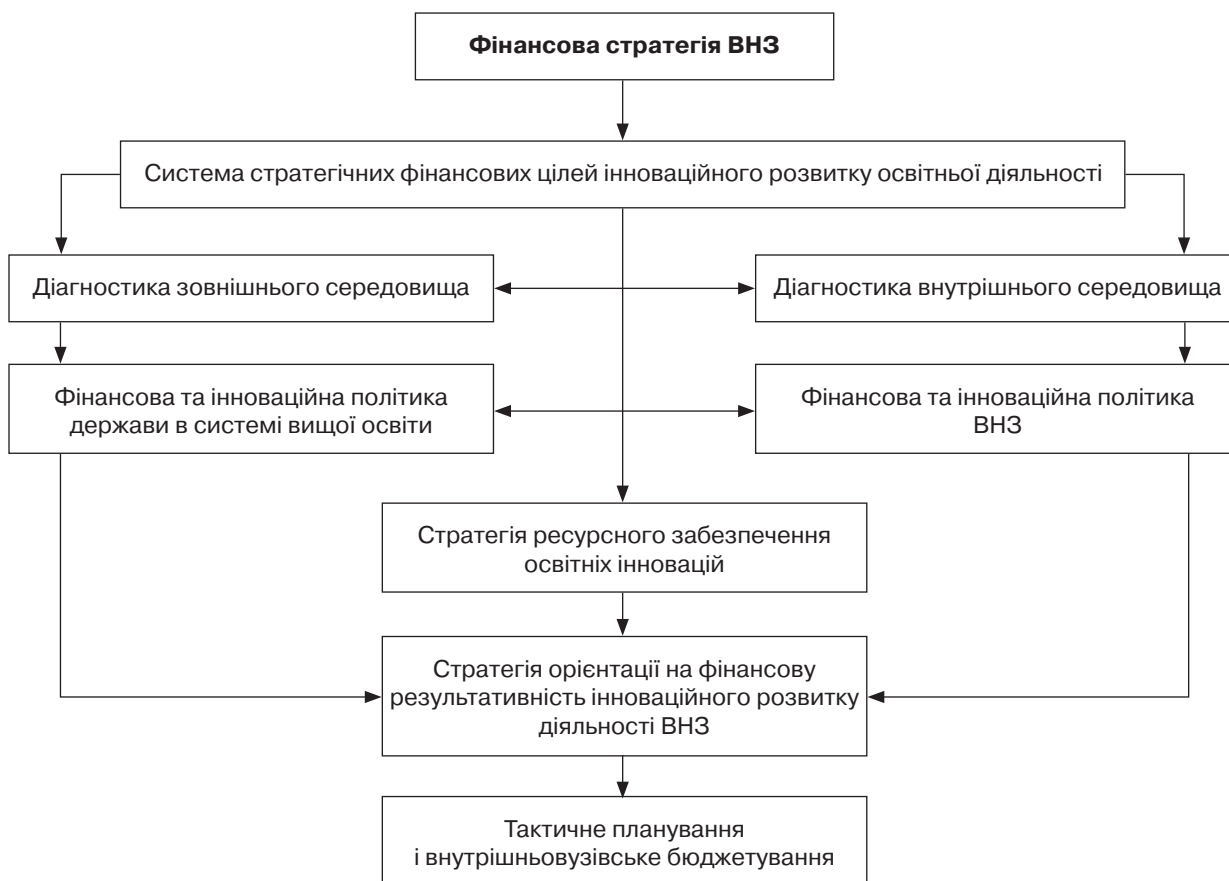 Фінансова стратегія ВНЗ
Система стратегічних фінансових цілей інноваційного розвитку освітньої діяльності
Діагностика зовнішнього середовища
Діагностика внутрішнього середовища
Фінансова та інноваційна політика
держави в системі вищої освіти
Фінансова та інноваційна політика
ВНЗ
Стратегія ресурсного забезпечення
освітніх інновацій
Стратегія орієнтації на фінансову
результативність інноваційного розвитку
діяльності ВНЗ
Тактичне планування
і внутрішньовузівське бюджетування